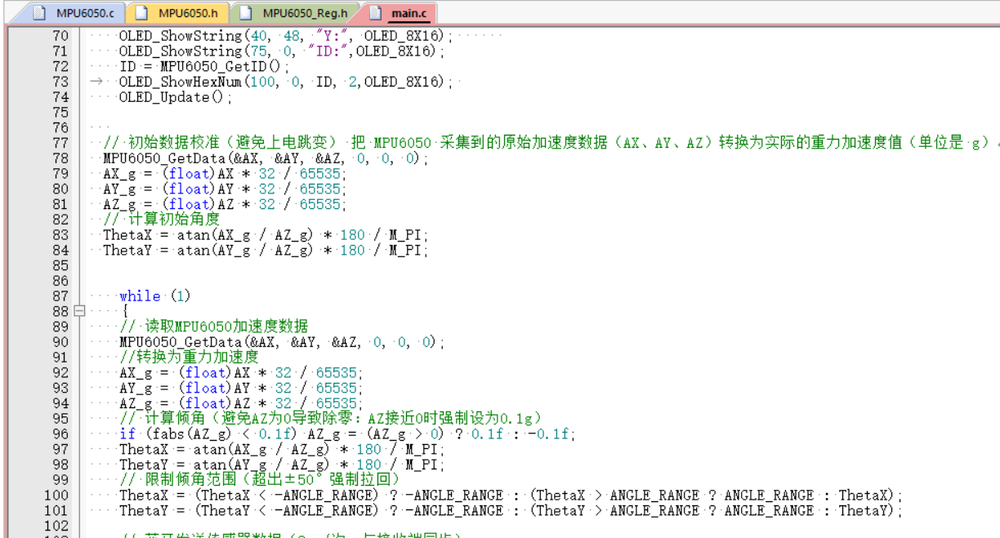 MPU6050.c MPU6050.h MPU6050_Reg.h main.c
70 OLED_ShowString(40, 48, "Y:", OLED_8X16);
71 OLED_ShowString(75, 0, "ID:",OLED_8X16);
72 ID = MPU6050_GetID();
73 OLED_ShowHexNum(100, 0, ID, 2,OLED_8X16);
74 OLED_Update();
75
76
77 // 初始数据校准（避免上电跳变） 把 MPU6050 采集到的原始加速度数据（AX、AY、AZ）转换为实际的重力加速度值（单位是 g）
78 MPU6050_GetData(&AX, &AY, &AZ, 0, 0, 0);
79 AX_g = (float)AX * 32 / 65535;
80 AY_g = (float)AY * 32 / 65535;
81 AZ_g = (float)AZ * 32 / 65535;
82 // 计算初始角度
83 ThetaX = atan(AX_g / AZ_g) * 180 / M_PI;
84 ThetaY = atan(AY_g / AZ_g) * 180 / M_PI;
85
86
87 while (1)
88 {
89 // 读取MPU6050加速度数据
90 MPU6050_GetData(&AX, &AY, &AZ, 0, 0, 0);
91 //转换为重力加速度
92 AX_g = (float)AX * 32 / 65535;
93 AY_g = (float)AY * 32 / 65535;
94 AZ_g = (float)AZ * 32 / 65535;
95 // 计算倾角（避免AZ为0导致除零：AZ接近0时强制设为0.1g）
96 if (fabs(AZ_g) < 0.1f) AZ_g = (AZ_g > 0) ? 0.1f : -0.1f;
97 ThetaX = atan(AX_g / AZ_g) * 180 / M_PI;
98 ThetaY = atan(AY_g / AZ_g) * 180 / M_PI;
99 // 限制倾角范围（超出±50°强制拉回）
100 ThetaX = (ThetaX < -ANGLE_RANGE) ? -ANGLE_RANGE : (ThetaX > ANGLE_RANGE ? ANGLE_RANGE : ThetaX);
101 ThetaY = (ThetaY < -ANGLE_RANGE) ? -ANGLE_RANGE : (ThetaY > ANGLE_RANGE ? ANGLE_RANGE : ThetaY);
102